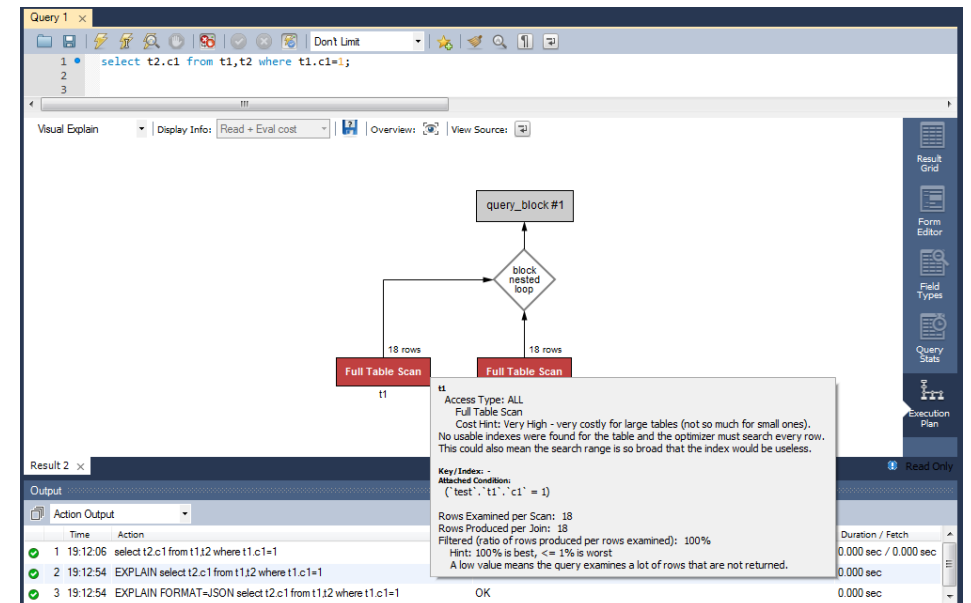 Query 1
Don't Limit
1 select t2.c1 from t1,t2 where t1.c1=1;
2
3
Visual Explain Display Info: Read + Eval cost Overview: View Source:
Result
Grid
Form
Editor
Field
Types
Query
Stats
Execution
Plan
query_block #1
block
nested
loop
18 rows 18 rows
Full Table Scan Full Table Scan
t1
t1
Access Type: ALL
Full Table Scan
Cost Hint: Very High - very costly for large tables (not so much for small ones).
No usable indexes were found for the table and the optimizer must search every row.
This could also mean the search range is so broad that the index would be useless.
Key/Index: -
Attached Condition:
(`test`.`t1`.`c1` = 1)
Rows Examined per Scan: 18
Rows Produced per Join: 18
Filtered (ratio of rows produced per rows examined): 100%
Hint: 100% is best, <= 1% is worst
A low value means the query examines a lot of rows that are not returned.
Result 2 Read Only
Output
Action Output
Time Action Duration / Fetch
1 19:12:06 select t2.c1 from t1,t2 where t1.c1=1 0.000 sec / 0.000 sec
2 19:12:54 EXPLAIN select t2.c1 from t1,t2 where t1.c1=1 0.000 sec
3 19:12:54 EXPLAIN FORMAT=JSON select t2.c1 from t1,t2 where t1.c1=1 OK 0.000 sec